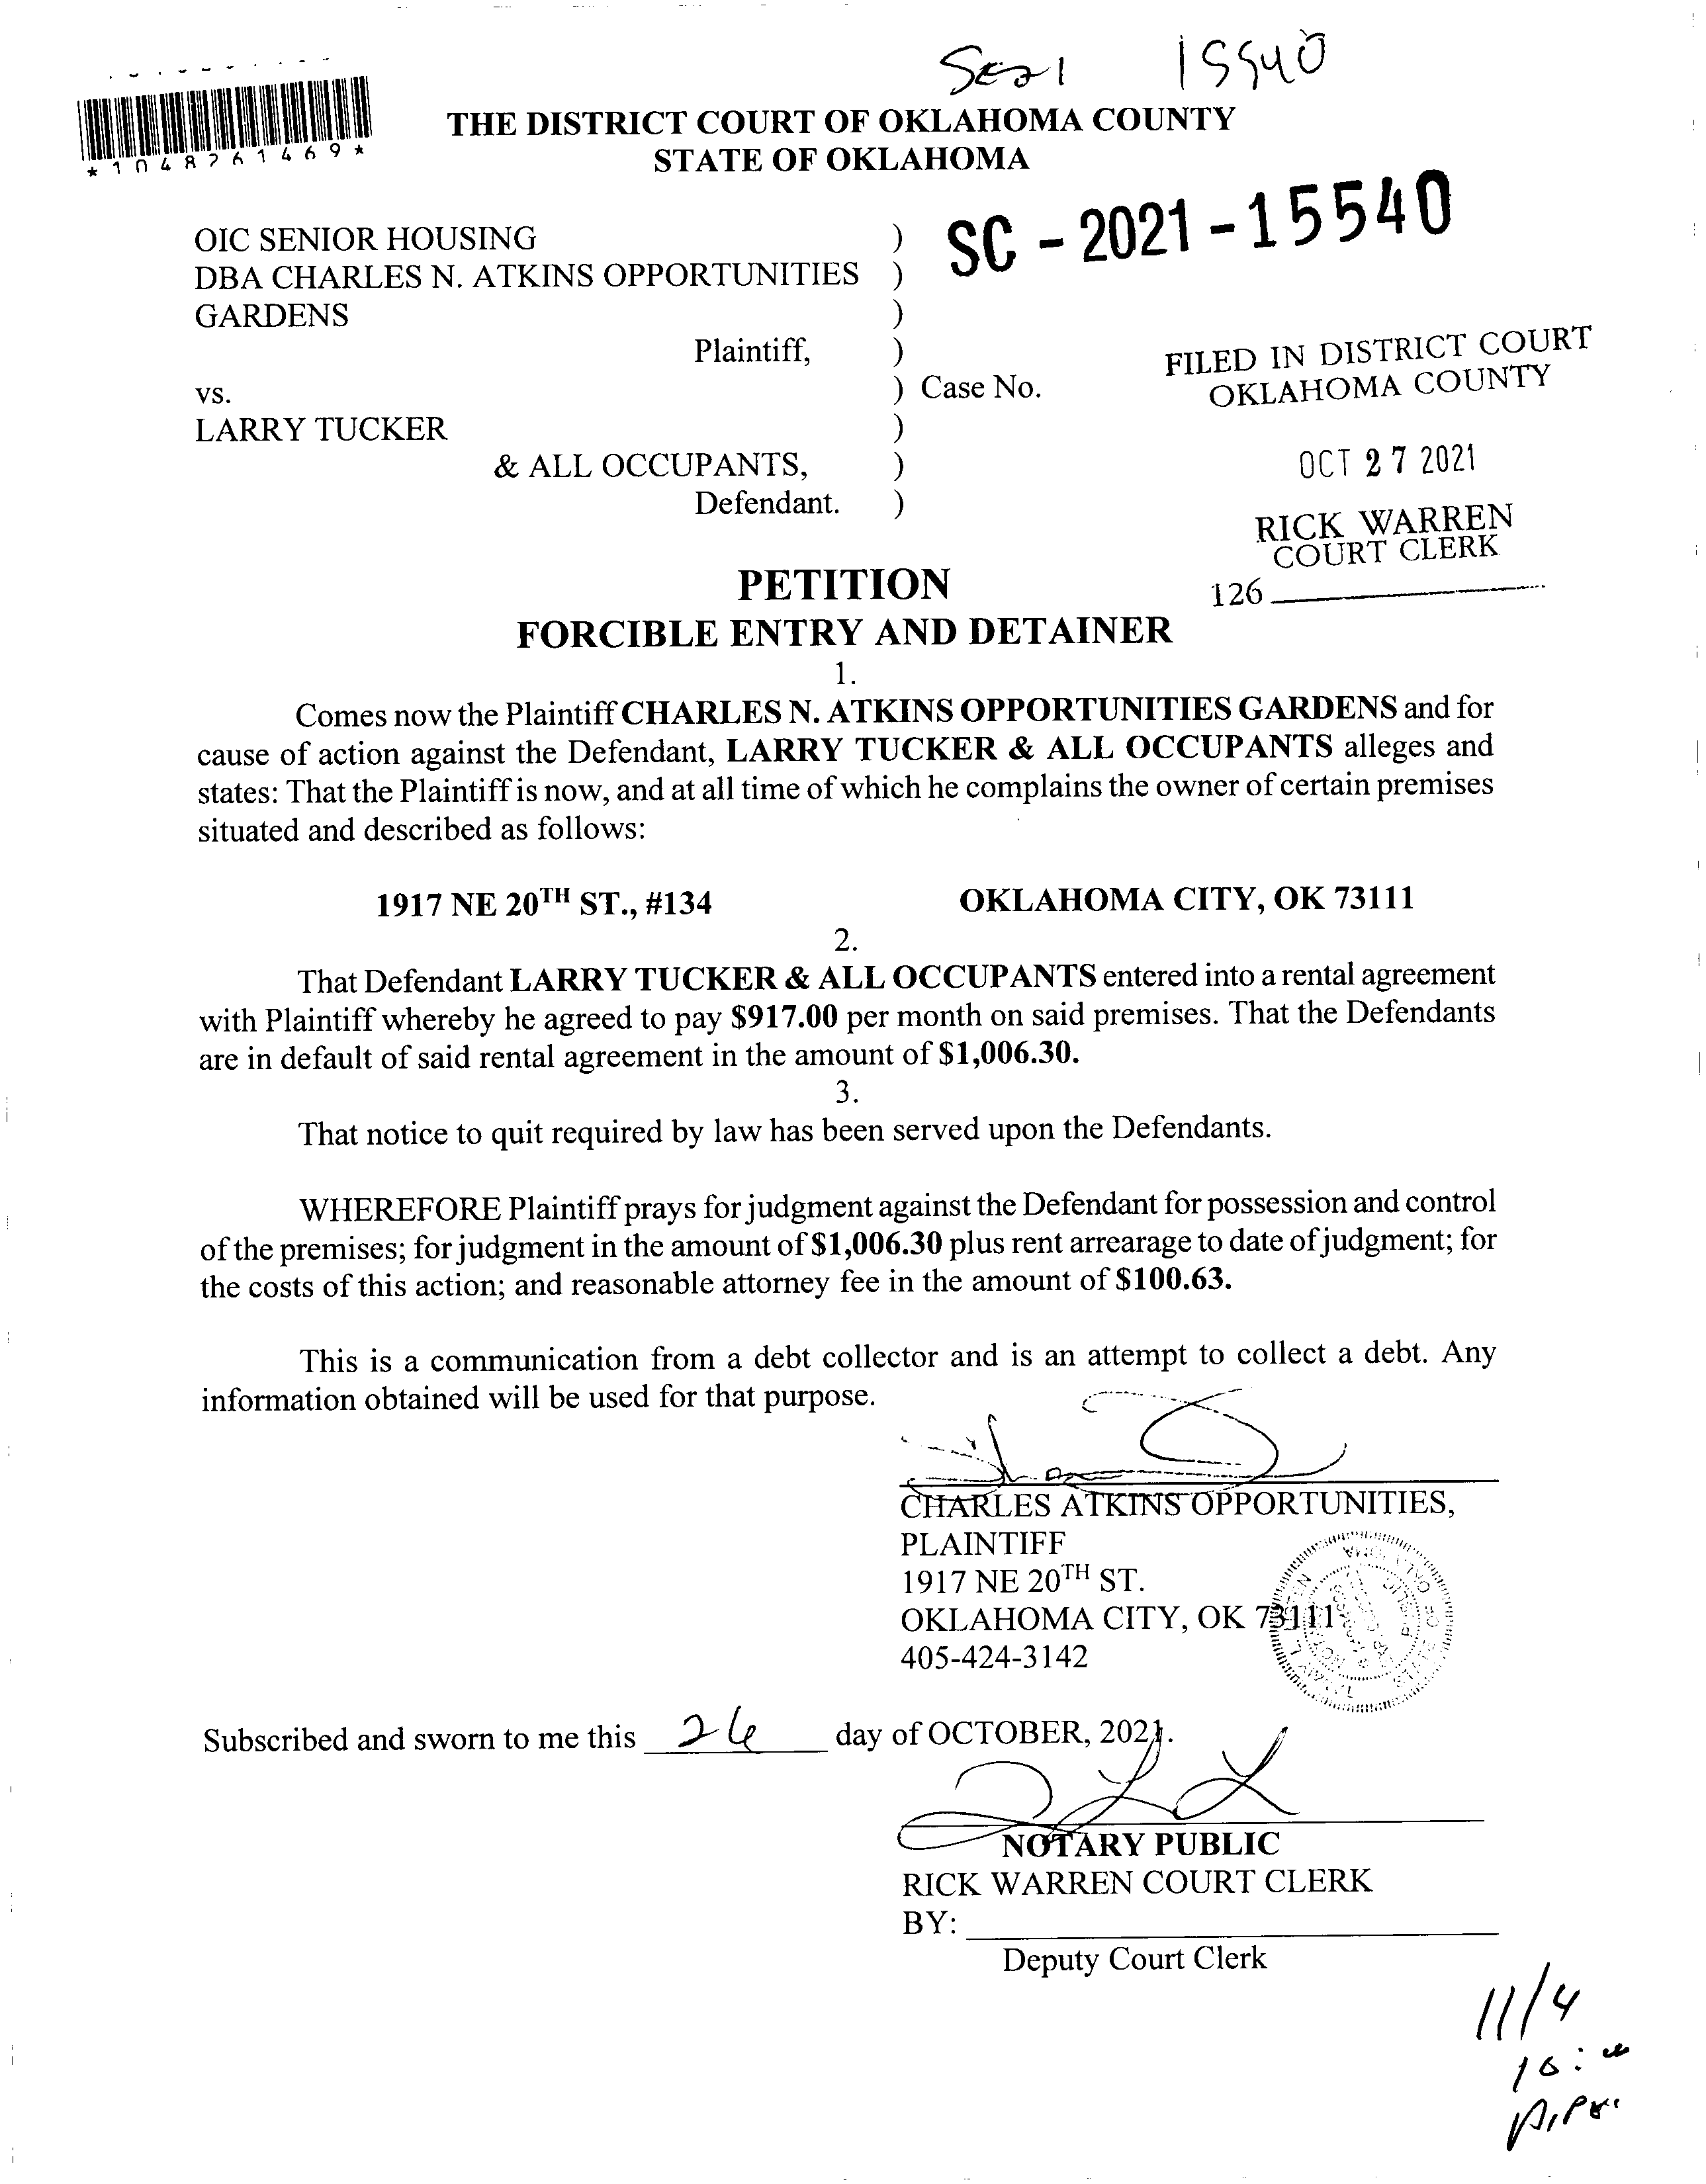 SC21 15540
*1048761469*
THE DISTRICT COURT OF OKLAHOMA COUNTY
STATE OF OKLAHOMA
SC - 2021 - 15540
OIC SENIOR HOUSING )
DBA CHARLES N. ATKINS OPPORTUNITIES )
GARDENS )
Plaintiff, )
vs. ) Case No.
LARRY TUCKER )
& ALL OCCUPANTS, )
Defendant. )
FILED IN DISTRICT COURT
OKLAHOMA COUNTY
OCT 27 2021
RICK WARREN
COURT CLERK
126
PETITION
FORCIBLE ENTRY AND DETAINER
1.
Comes now the Plaintiff CHARLES N. ATKINS OPPORTUNITIES GARDENS and for
cause of action against the Defendant, LARRY TUCKER & ALL OCCUPANTS alleges and
states: That the Plaintiff is now, and at all time of which he complains the owner of certain premises
situated and described as follows:
1917 NE 20TH ST., #134 OKLAHOMA CITY, OK 73111
2.
That Defendant LARRY TUCKER & ALL OCCUPANTS entered into a rental agreement
with Plaintiff whereby he agreed to pay $917.00 per month on said premises. That the Defendants
are in default of said rental agreement in the amount of $1,006.30.
3.
That notice to quit required by law has been served upon the Defendants.
WHEREFORE Plaintiff prays for judgment against the Defendant for possession and control
of the premises; for judgment in the amount of $1,006.30 plus rent arrearage to date of judgment; for
the costs of this action; and reasonable attorney fee in the amount of $100.63.
This is a communication from a debt collector and is an attempt to collect a debt. Any
information obtained will be used for that purpose.
CHARLES ATKINS OPPORTUNITIES,
PLAINTIFF
1917 NE 20TH ST.
OKLAHOMA CITY, OK 73111
405-424-3142
Subscribed and sworn to me this 26 day of OCTOBER, 2021.
NOTARY PUBLIC
RICK WARREN COURT CLERK
BY:
Deputy Court Clerk
11/4